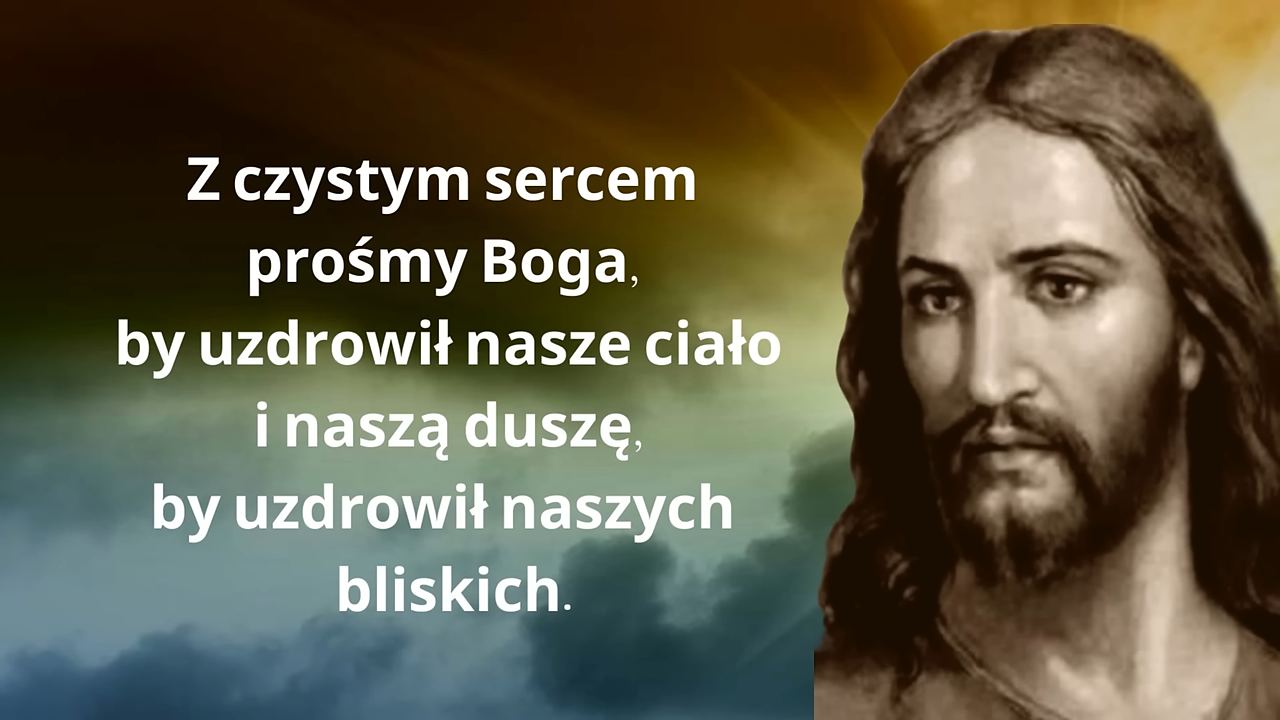 Z czystym sercem
prośmy Boga,
by uzdrowił nasze ciało
i naszą duszę,
by uzdrowił naszych
bliskich.